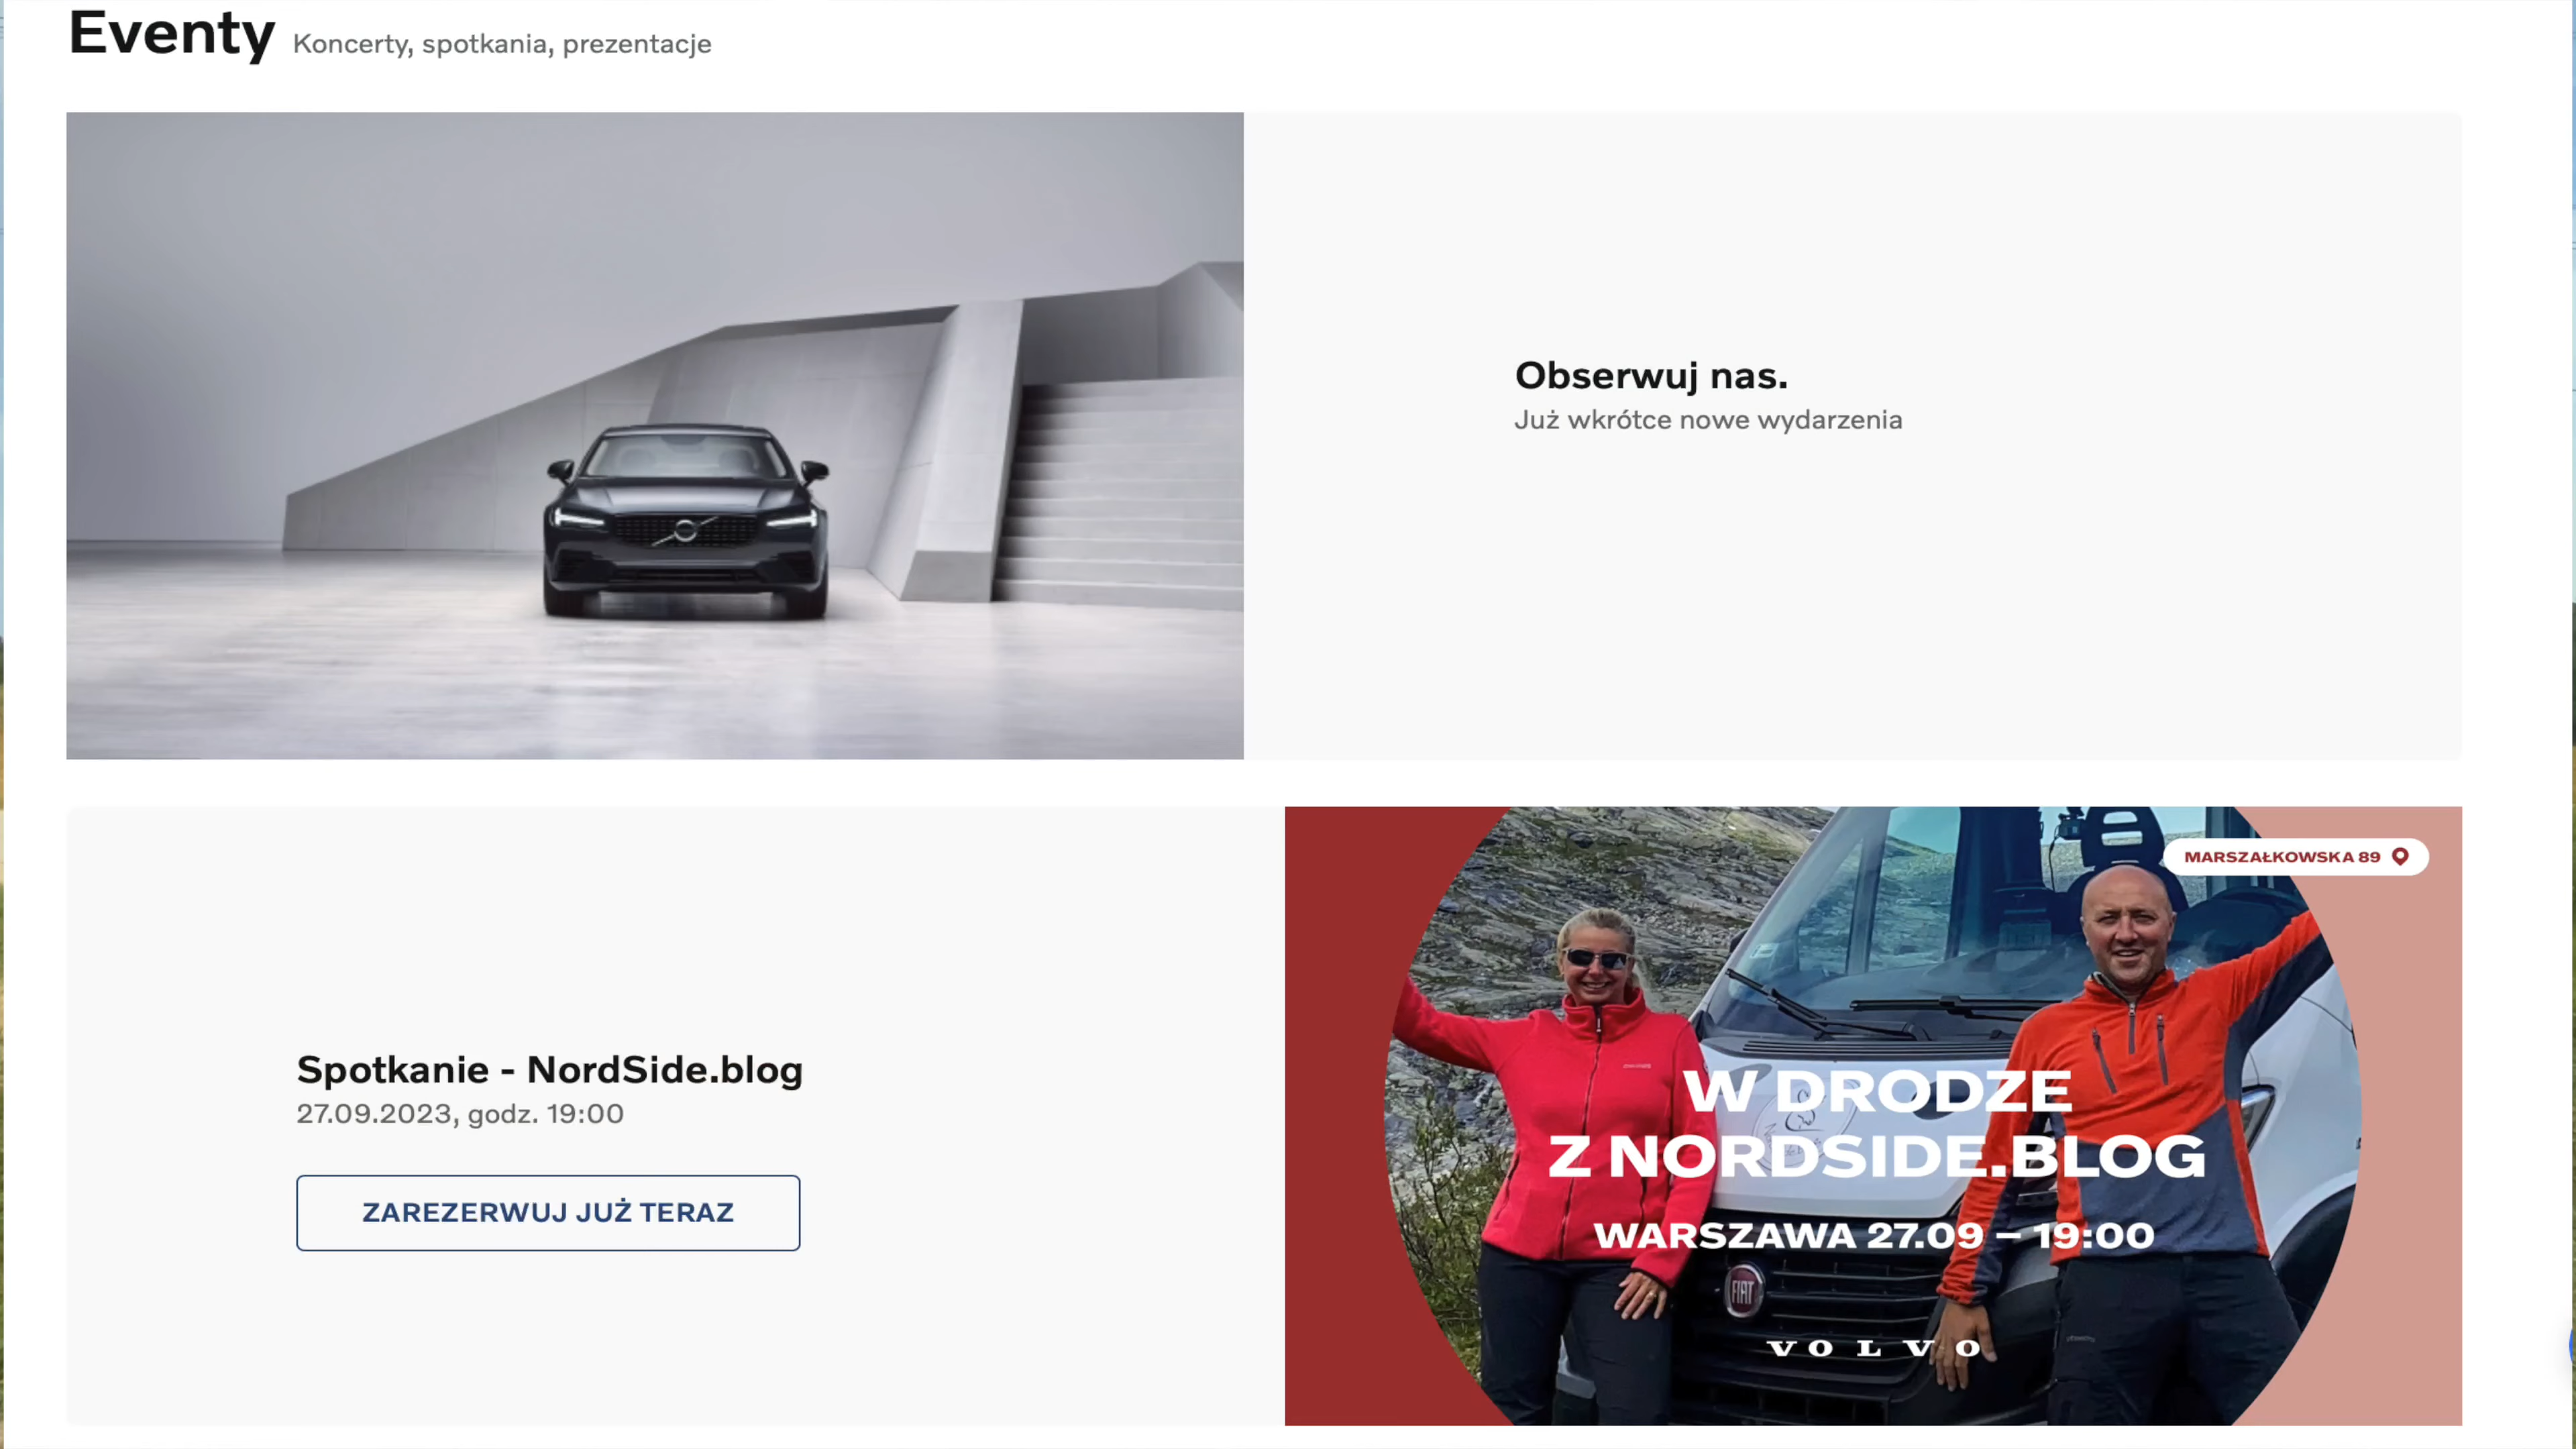 Eventy Koncerty, spotkania, prezentacje
Obserwuj nas.
Już wkrótce nowe wydarzenia
Spotkanie - NordSide.blog
27.09.2023, godz. 19:00
ZAREZERWUJ JUŻ TERAZ
MARSZAŁKOWSKA 89
W DRODZE
Z NORDSIDE.BLOG
WARSZAWA 27.09 – 19:00
FIAT
VOLVO